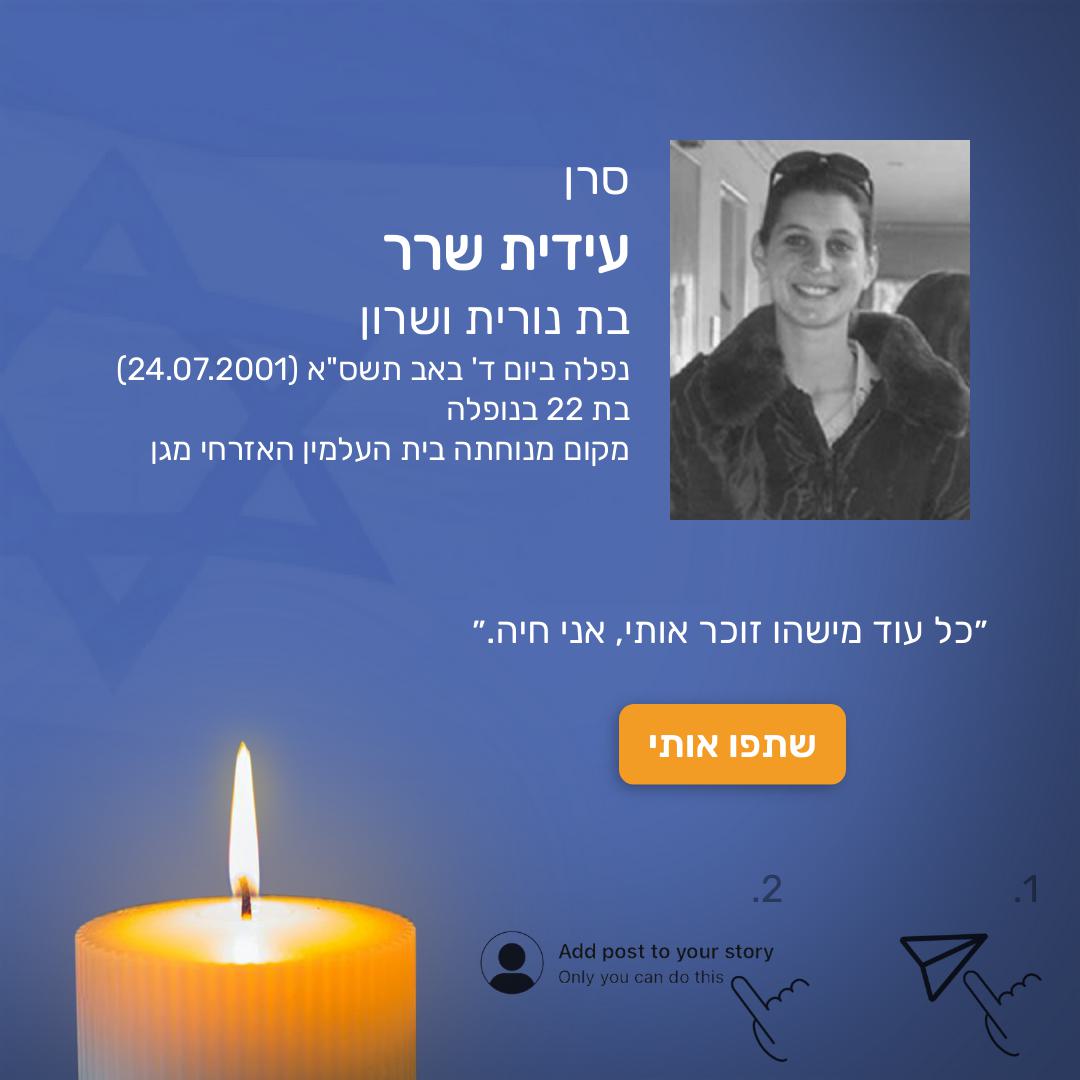 סרן
עידית שרר
בת נורית ושרון
נפלה ביום ד' באב תשס"א (24.07.2001)
בת 22 בנופלה
מקום מנוחתה בית העלמין האזרחי מגן
״כל עוד מישהו זוכר אותי, אני חיה.״
שתפו אותי
1.
2.
Add post to your story
Only you can do this